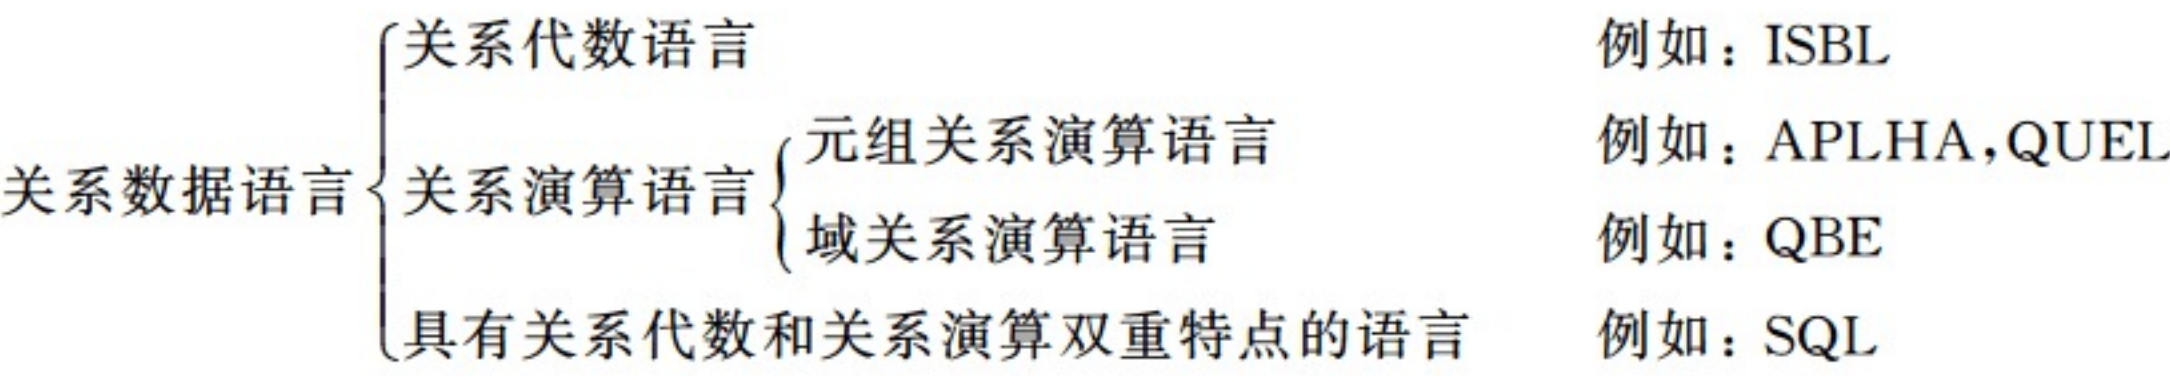 关系代数语言 例如：ISBL
元组关系演算语言 例如：APLHA，QUEL
关系数据语言 关系演算语言
域关系演算语言 例如：QBE
具有关系代数和关系演算双重特点的语言 例如：SQL